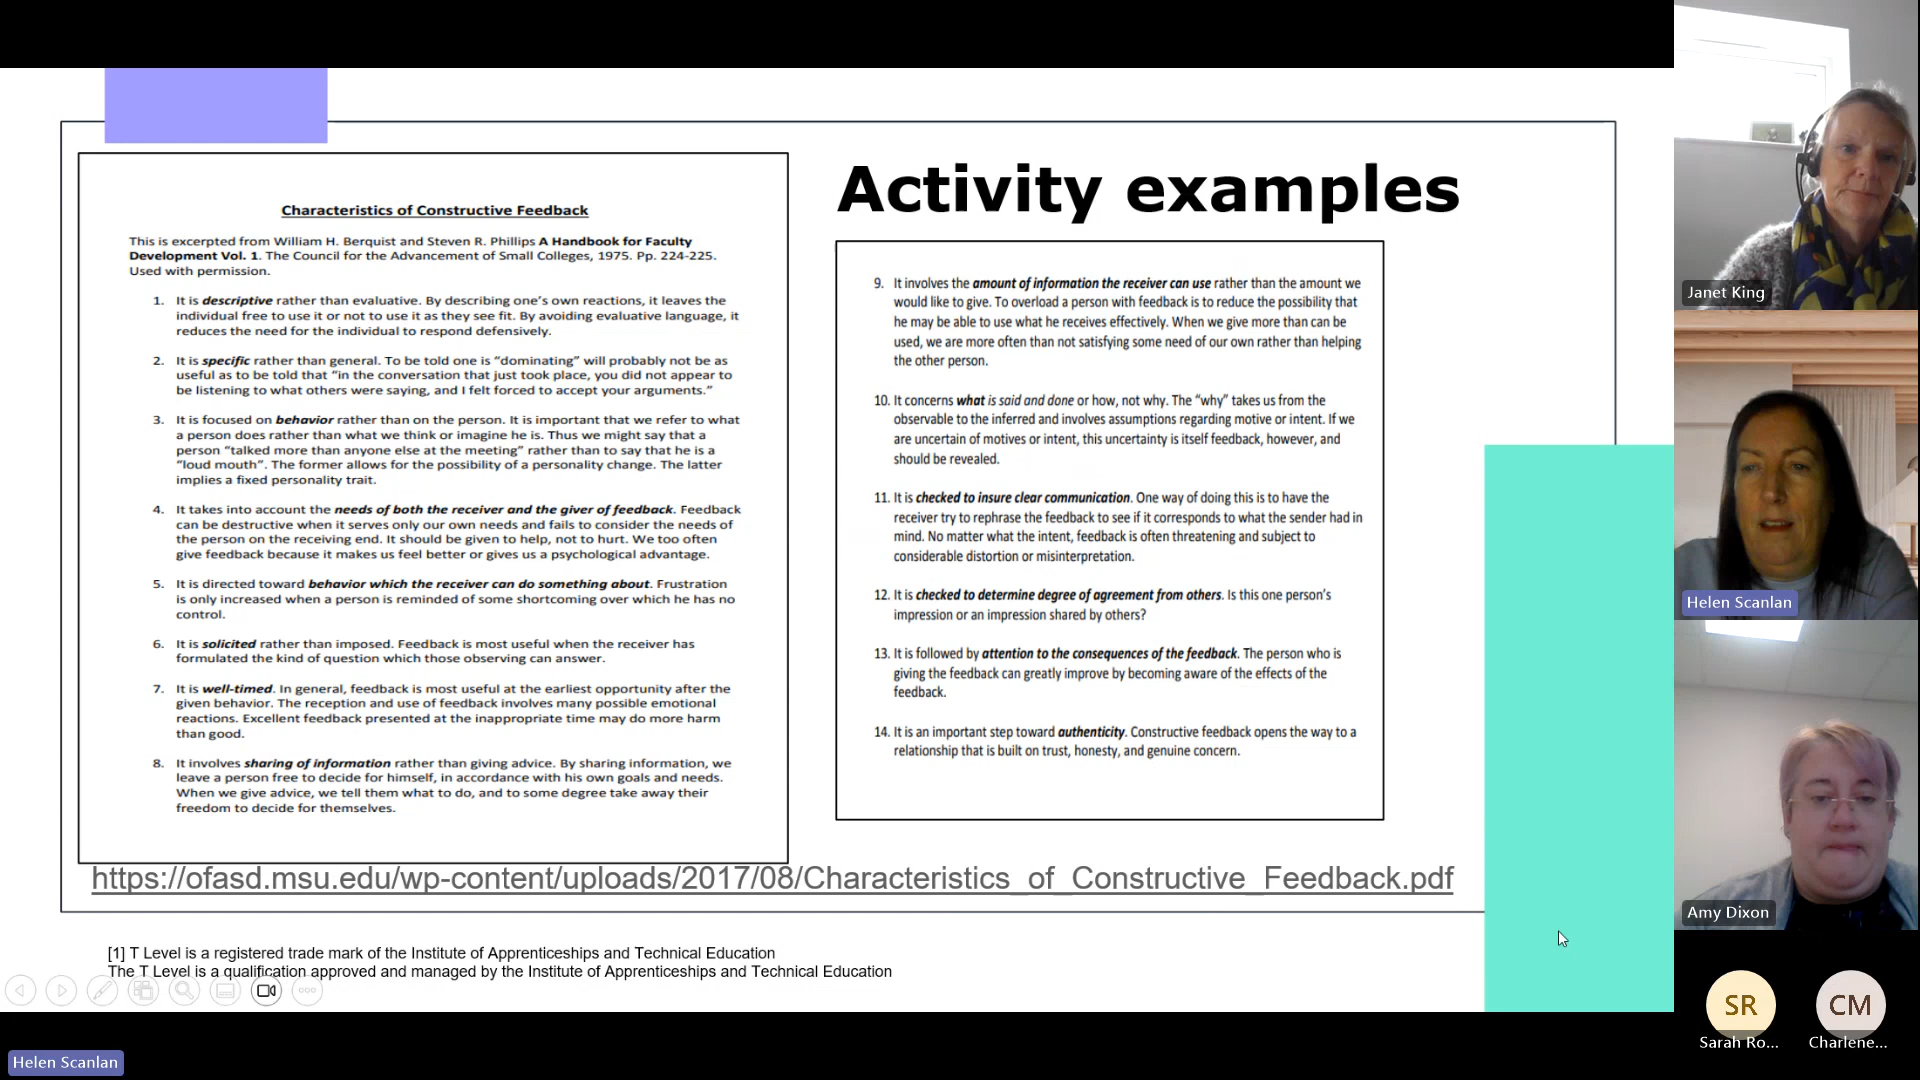 Characteristics of Constructive Feedback
This is excerpted from William H. Berquist and Steven R. Phillips A Handbook for Faculty
Development Vol. 1. The Council for the Advancement of Small Colleges, 1975. Pp. 224-225.
Used with permission.
1. It is descriptive rather than evaluative. By describing one's own reactions, it leaves the
individual free to use it or not to use it as they see fit. By avoiding evaluative language, it
reduces the need for the individual to respond defensively.
2. It is specific rather than general. To be told one is "dominating" will probably not be as
useful as to be told that "in the conversation that just took place, you did not appear to
be listening to what others were saying, and I felt forced to accept your arguments."
3. It is focused on behavior rather than on the person. It is important that we refer to what
a person does rather than what we think or imagine he is. Thus we might say that a
person "talked more than anyone else at the meeting" rather than to say that he is a
"loud mouth". The former allows for the possibility of a personality change. The latter
implies a fixed personality trait.
4. It takes into account the needs of both the receiver and the giver of feedback. Feedback
can be destructive when it serves only our own needs and fails to consider the needs of
the person on the receiving end. It should be given to help, not to hurt. We too often
give feedback because it makes us feel better or gives us a psychological advantage.
5. It is directed toward behavior which the receiver can do something about. Frustration
is only increased when a person is reminded of some shortcoming over which he has no
control.
6. It is solicited rather than imposed. Feedback is most useful when the receiver has
formulated the kind of question which those observing can answer.
7. It is well-timed. In general, feedback is most useful at the earliest opportunity after the
given behavior. The reception and use of feedback involves many possible emotional
reactions. Excellent feedback presented at the inappropriate time may do more harm
than good.
8. It involves sharing of information rather than giving advice. By sharing information, we
leave a person free to decide for himself, in accordance with his own goals and needs.
When we give advice, we tell them what to do, and to some degree take away their
freedom to decide for themselves.
Activity examples
9. It involves the amount of information the receiver can use rather than the amount we
would like to give. To overload a person with feedback is to reduce the possibility that
he may be able to use what he receives effectively. When we give more than can be
used, we are more often than not satisfying some need of our own rather than helping
the other person.
10. It concerns what is said and done or how, not why. The "why" takes us from the
observable to the inferred and involves assumptions regarding motive or intent. If we
are uncertain of motives or intent, this uncertainty is itself feedback, however, and
should be revealed.
11. It is checked to insure clear communication. One way of doing this is to have the
receiver try to rephrase the feedback to see if it corresponds to what the sender had in
mind. No matter what the intent, feedback is often threatening and subject to
considerable distortion or misinterpretation.
12. It is checked to determine degree of agreement from others. Is this one person's
impression or an impression shared by others?
13. It is followed by attention to the consequences of the feedback. The person who is
giving the feedback can greatly improve by becoming aware of the effects of the
feedback.
14. It is an important step toward authenticity. Constructive feedback opens the way to a
relationship that is built on trust, honesty, and genuine concern.
https://ofasd.msu.edu/wp-content/uploads/2017/08/Characteristics_of_Constructive_Feedback.pdf
[1] T Level is a registered trade mark of the Institute of Apprenticeships and Technical Education
The T Level is a qualification approved and managed by the Institute of Apprenticeships and Technical Education
Helen Scanlan
Janet King
Helen Scanlan
Amy Dixon
SR
CM
Sarah Ro...
Charlene...